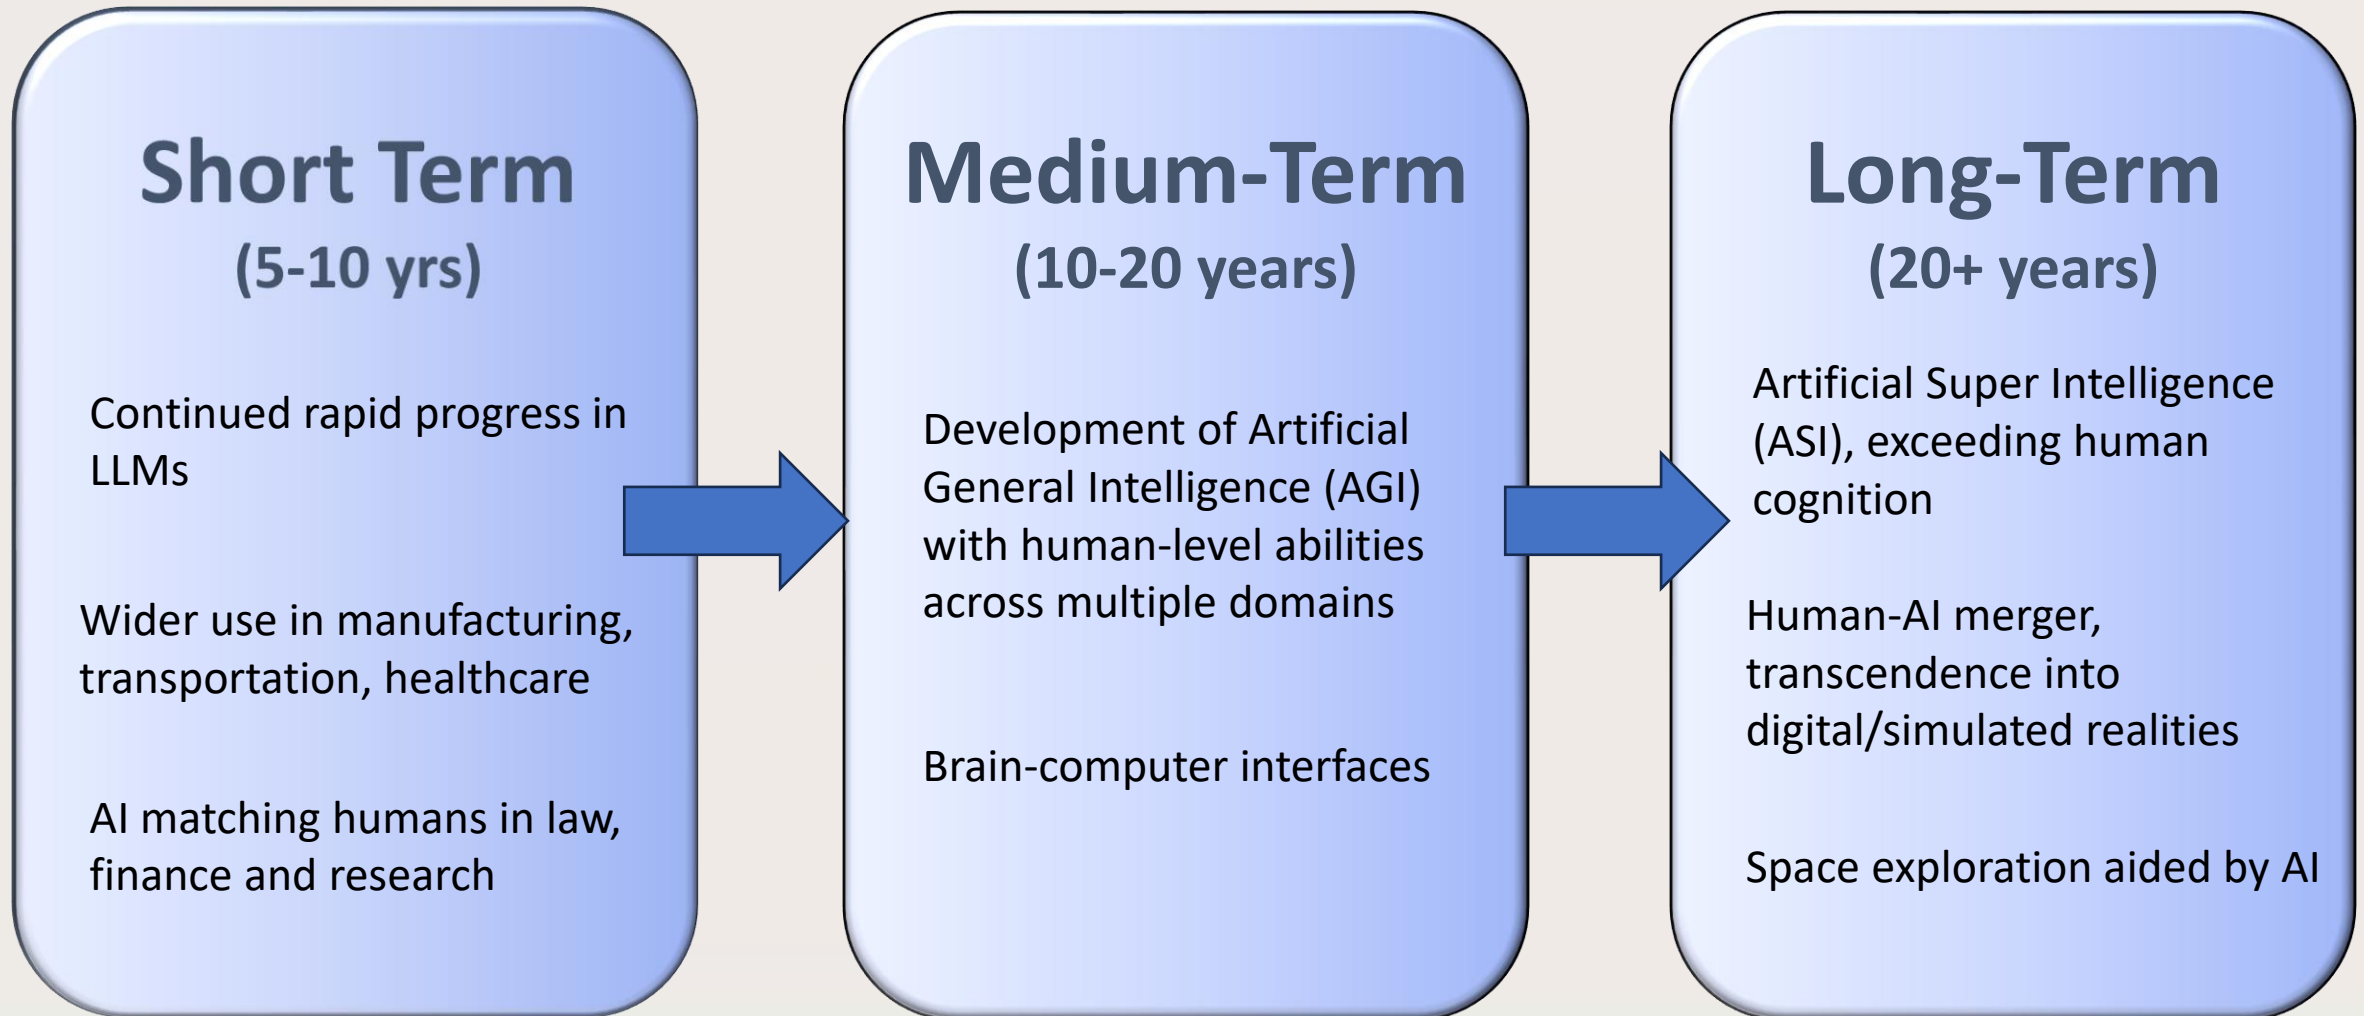 Short Term
(5-10 yrs)
Continued rapid progress in
LLMs
Wider use in manufacturing,
transportation, healthcare
AI matching humans in law,
finance and research
Medium-Term
(10-20 years)
Development of Artificial
General Intelligence (AGI)
with human-level abilities
across multiple domains
Brain-computer interfaces
Long-Term
(20+ years)
Artificial Super Intelligence
(ASI), exceeding human
cognition
Human-AI merger,
transcendence into
digital/simulated realities
Space exploration aided by AI